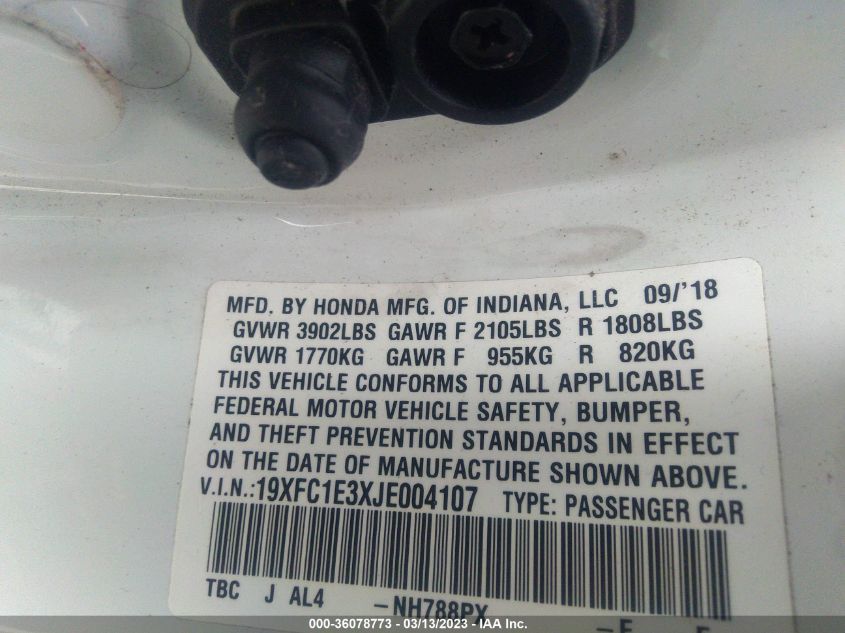 MFD. BY HONDA MFG. OF INDIANA, LLC 09/'18
GVWR 3902LBS GAWR F 2105LBS R 1808LBS
GVWR 1770KG GAWR F 955KG R 820KG
THIS VEHICLE CONFORMS TO ALL APPLICABLE
FEDERAL MOTOR VEHICLE SAFETY, BUMPER,
AND THEFT PREVENTION STANDARDS IN EFFECT
ON THE DATE OF MANUFACTURE SHOWN ABOVE.
V.I.N.:19XFC1E3XJE004107 TYPE: PASSENGER CAR
TBC J AL4 -NH788PX
000-36078773 - 03/13/2023 - IAAI Inc.